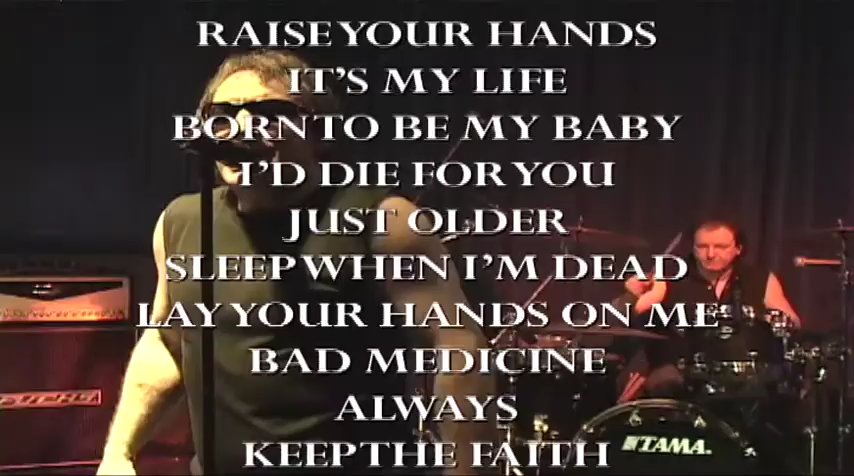 RAISE YOUR HANDS
IT'S MY LIFE
BORN TO BE MY BABY
I'D DIE FOR YOU
JUST OLDER
SLEEP WHEN I'M DEAD
LAY YOUR HANDS ON ME
BAD MEDICINE
ALWAYS
KEEP THE FAITH
TAMA.